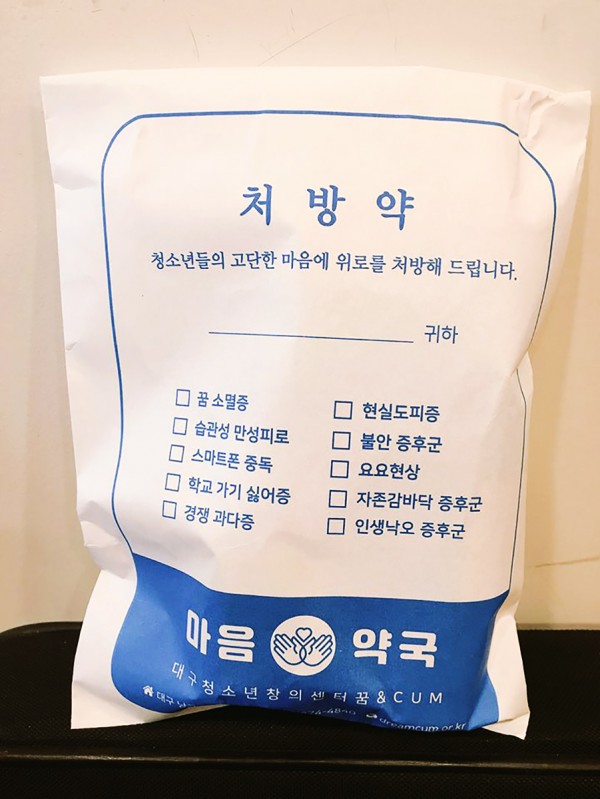 처방약
청소년들의 고단한 마음에 위로를 처방해 드립니다.
귀하
□ 꿈 소멸증
□ 습관성 만성피로
□ 스마트폰 중독
□ 학교 가기 싫어증
□ 경쟁 과다증
□ 현실도피증
□ 불안 증후군
□ 요요현상
□ 자존감바닥 증후군
□ 인생낙오 증후군
마음 약국
대구청소년창의센터꿈&CUM
대구 dreamcum.or.kr